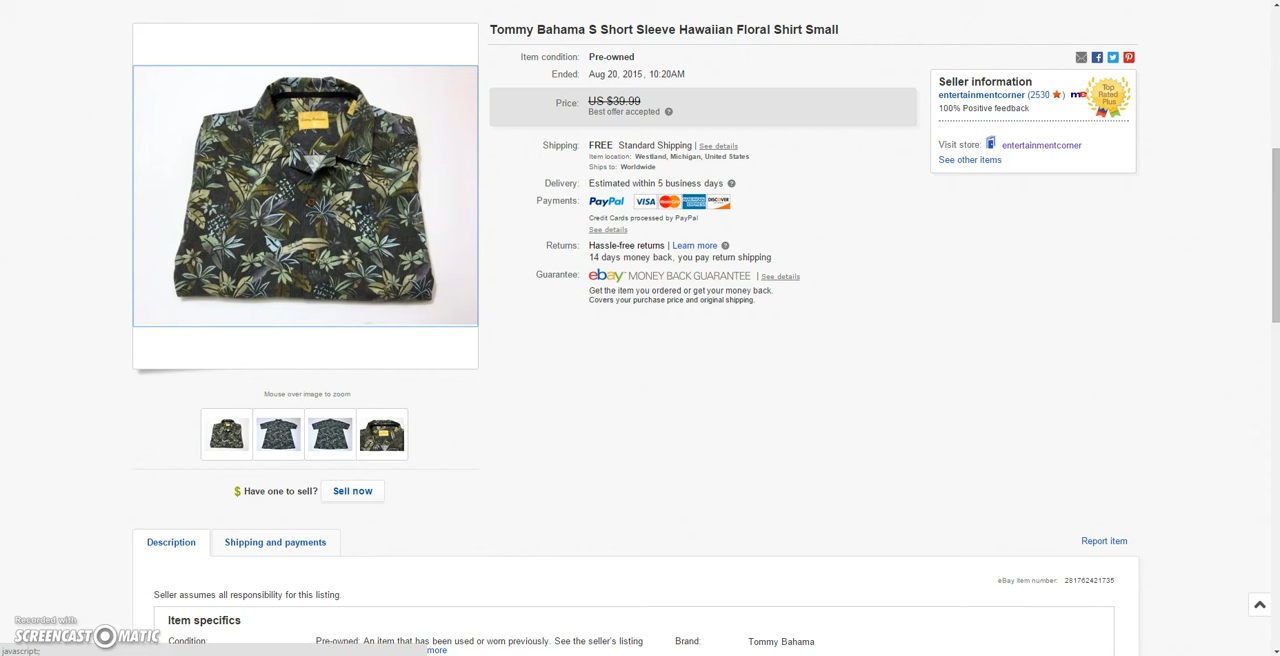 Tommy Bahama S Short Sleeve Hawaiian Floral Shirt Small
Item condition: Pre-owned
Ended: Aug 20, 2015 , 10:20AM
Price: US $39.99
Best offer accepted
Shipping: FREE Standard Shipping | See details
Item location: Westland, Michigan, United States
Ships to: Worldwide
Delivery: Estimated within 5 business days
Payments: PayPal VISA MasterCard AMERICAN EXPRESS DISCOVER
Credit Cards processed by PayPal
See details
Returns: Hassle-free returns | Learn more
14 days money back, you pay return shipping
Guarantee: ebay MONEY BACK GUARANTEE | See details
Get the item you ordered or get your money back.
Covers your purchase price and original shipping.
Seller information
entertainmentcorner (2530 ) me
100% Positive feedback
Top
Rated
Plus
Visit store: entertainmentcorner
See other items
Mouse over image to zoom
$ Have one to sell? Sell now
Description
Shipping and payments
Report item
eBay item number: 281762421735
Seller assumes all responsibility for this listing.
Item specifics
Condition: Pre-owned: An item that has been used or worn previously. See the seller's listing
more
Brand: Tommy Bahama
Recorded with
SCREENCAST O MATIC
javascript:;